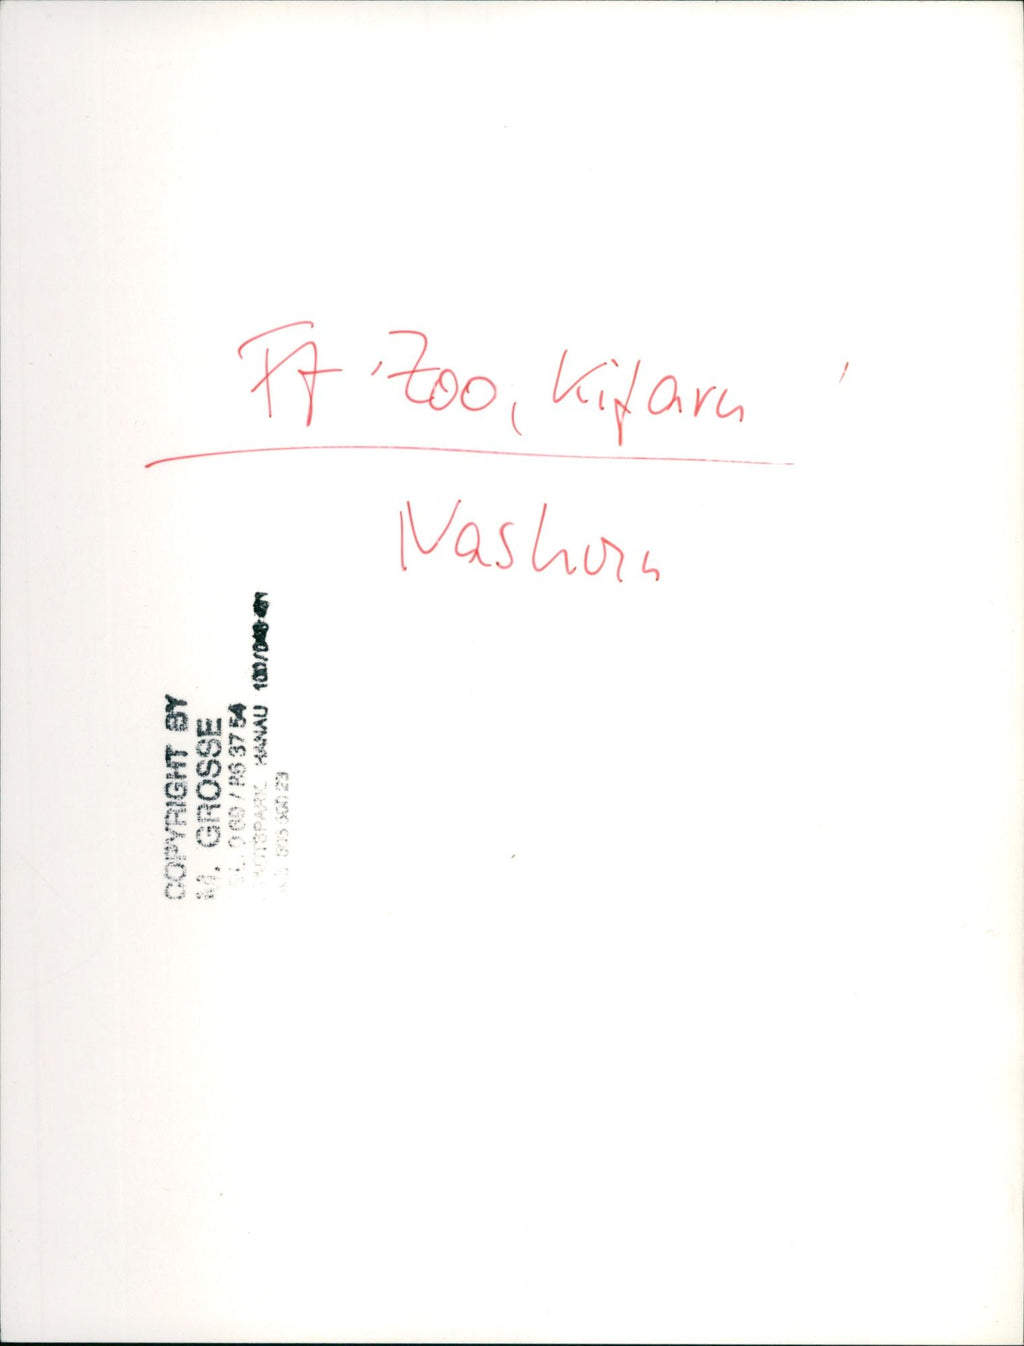 Ff 'Zoo, Kifaru '
Nashorn
COPYRIGHT BY
M. GROSSE
HANAU